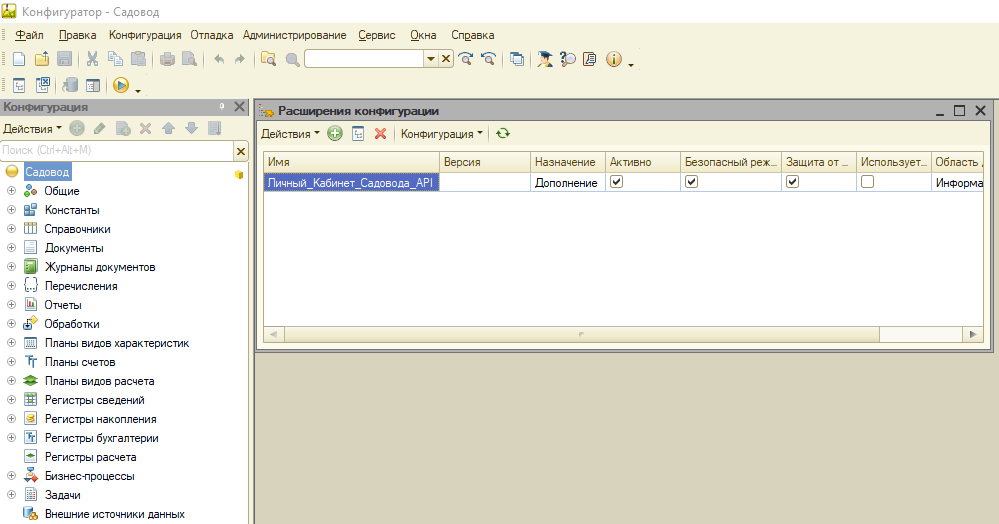 Конфигуратор - Садовод
Файл Правка Конфигурация Отладка Администрирование Сервис Окна Справка
Конфигурация
Действия
Поиск (Ctrl+Alt+M)
Садовод
Общие
Константы
Справочники
Документы
Журналы документов
Перечисления
Отчеты
Обработки
Планы видов характеристик
Планы счетов
Планы видов расчета
Регистры сведений
Регистры накопления
Регистры бухгалтерии
Регистры расчета
Бизнес-процессы
Задачи
Внешние источники данных
Расширения конфигурации
Действия Конфигурация
Имя Версия Назначение Активно Безопасный реж... Защита от ... Использует... Область
Личный_Кабинет_Садовода_API Дополнение Информа